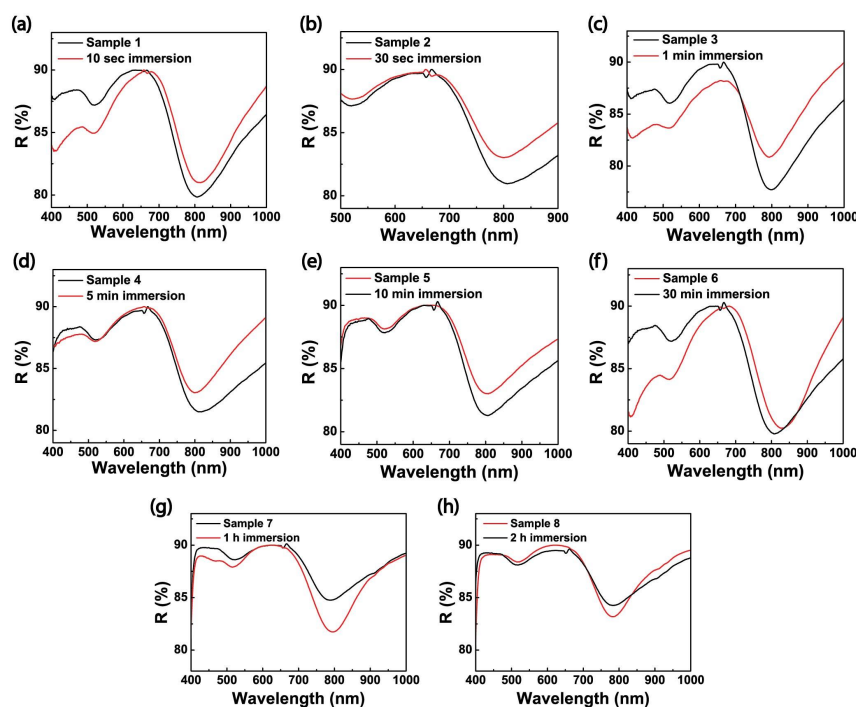 (a)
Sample 1
10 sec immersion
R (%)
90
85
80
400 500 600 700 800 900 1000
Wavelength (nm)
(b)
Sample 2
30 sec immersion
R (%)
90
85
80
500 600 700 800 900
Wavelength (nm)
(c)
Sample 3
1 min immersion
R (%)
90
85
80
400 500 600 700 800 900 1000
Wavelength (nm)
(d)
Sample 4
5 min immersion
R (%)
90
85
80
400 500 600 700 800 900 1000
Wavelength (nm)
(e)
Sample 5
10 min immersion
R (%)
90
85
80
400 500 600 700 800 900 1000
Wavelength (nm)
(f)
Sample 6
30 min immersion
R (%)
90
85
80
400 500 600 700 800 900 1000
Wavelength (nm)
(g)
Sample 7
1 h immersion
R (%)
90
85
80
400 500 600 700 800 900 1000
Wavelength (nm)
(h)
Sample 8
2 h immersion
R (%)
90
85
80
400 500 600 700 800 900 1000
Wavelength (nm)